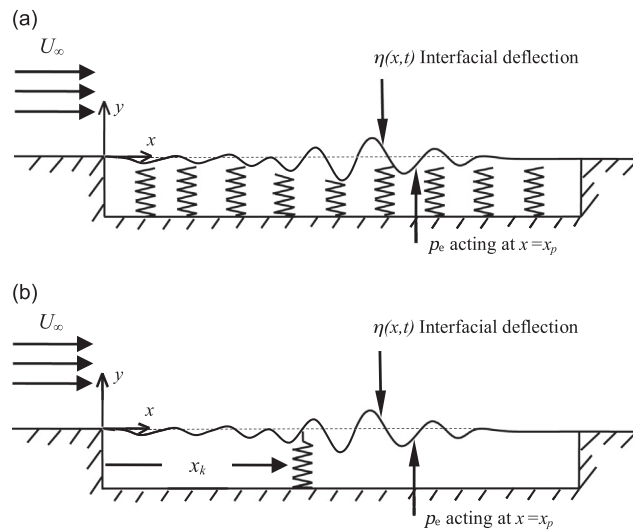 (a)
U∞
η(x,t) Interfacial deflection
y
x
pe acting at x=xp
(b)
U∞
η(x,t) Interfacial deflection
y
x
xk
pe acting at x=xp